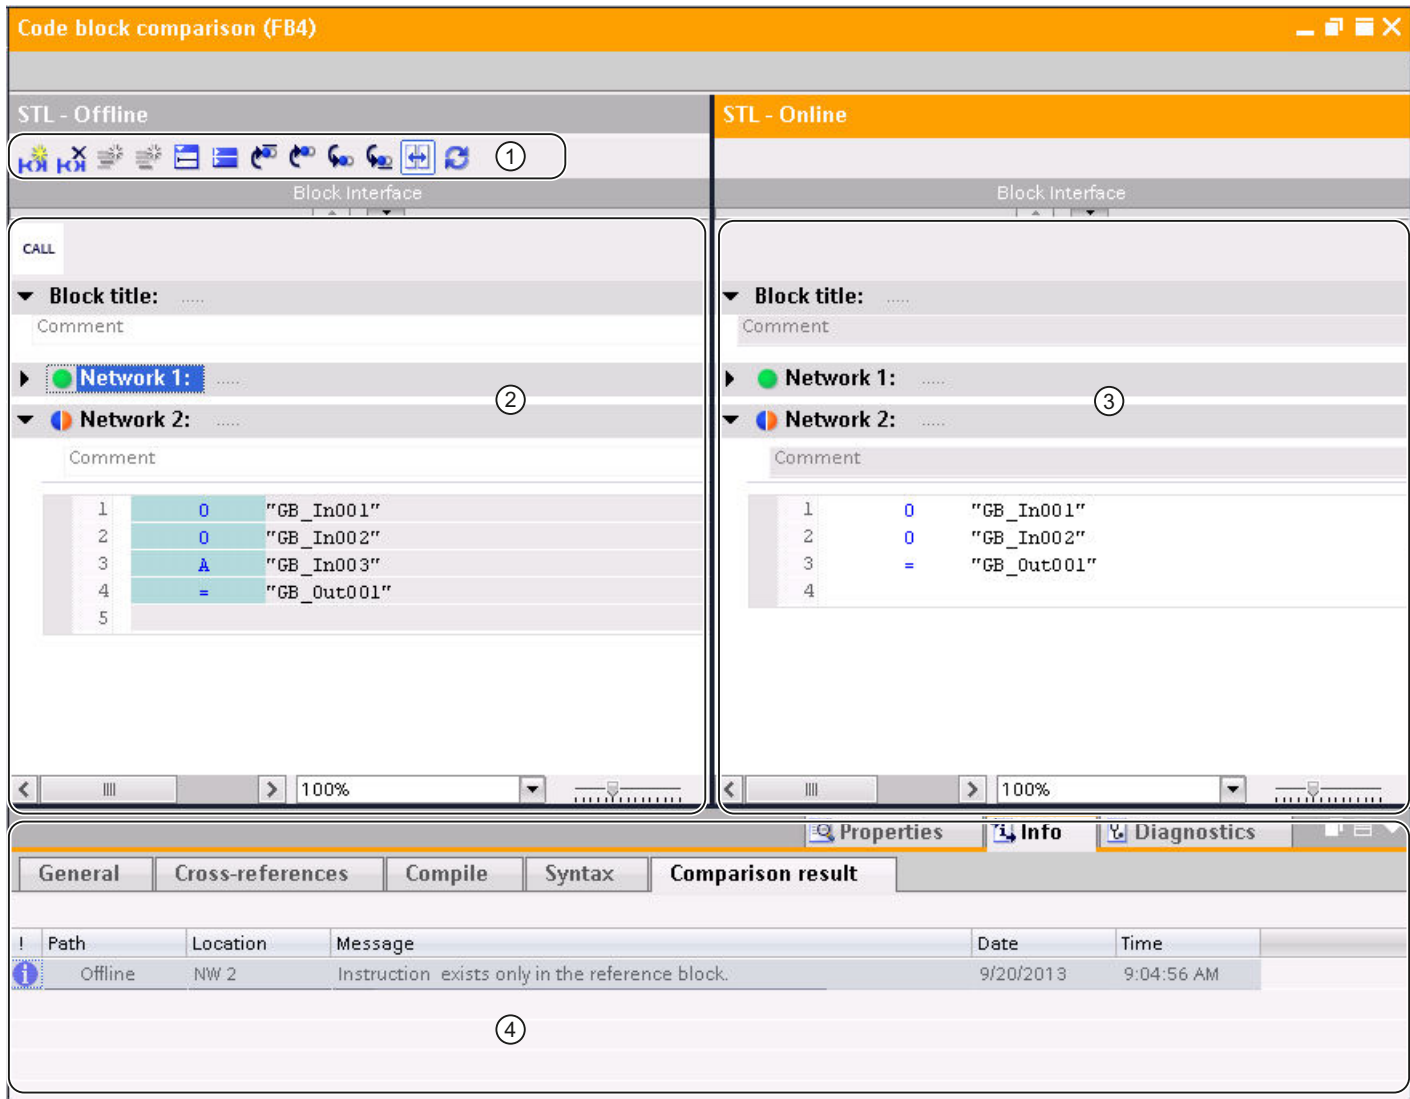 Code block comparison (FB4)
STL - Offline
STL - Online
1
Block Interface
Block Interface
CALL
Block title: .....
Comment
Network 1: .....
2
Network 2: .....
Comment
1 O "GB_In001"
2 O "GB_In002"
3 A "GB_In003"
4 = "GB_Out001"
5
100%
Block title: .....
Comment
Network 1: .....
3
Network 2: .....
Comment
1 O "GB_In001"
2 O "GB_In002"
3 = "GB_Out001"
4
100%
Properties Info Diagnostics
General Cross-references Compile Syntax Comparison result
! Path Location Message Date Time
Offline NW 2 Instruction exists only in the reference block. 9/20/2013 9:04:56 AM
4